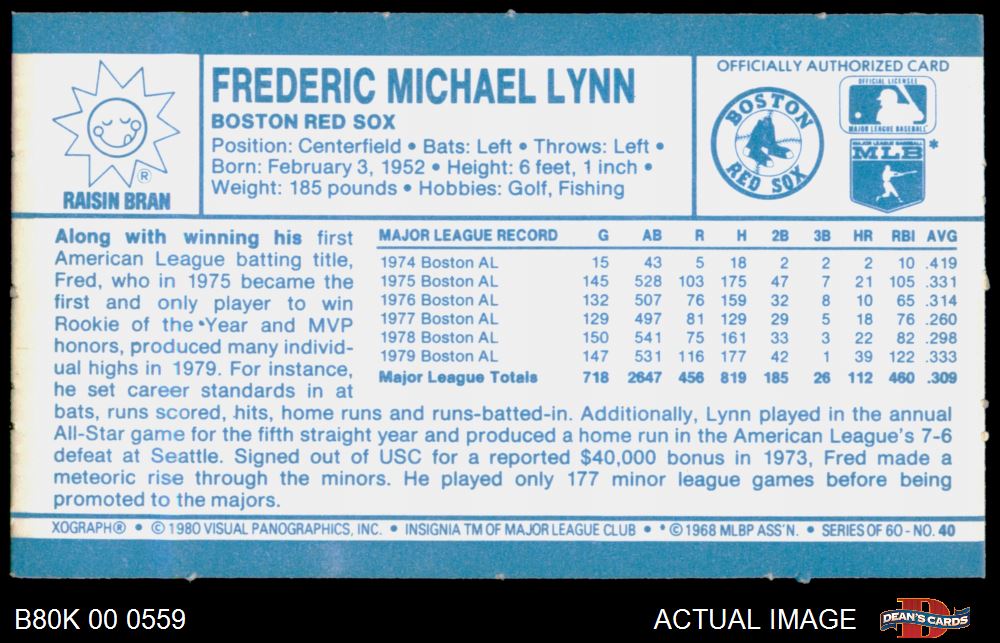 RAISIN BRAN
®
FREDERIC MICHAEL LYNN
BOSTON RED SOX
Position: Centerfield • Bats: Left • Throws: Left •
Born: February 3, 1952 • Height: 6 feet, 1 inch •
Weight: 185 pounds • Hobbies: Golf, Fishing
OFFICIALLY AUTHORIZED CARD
BOSTON
RED SOX
OFFICIAL LICENSEE
MAJOR LEAGUE BASEBALL
MAJOR LEAGUE BASEBALL
MLB *
Along with winning his first
American League batting title,
Fred, who in 1975 became the
first and only player to win
Rookie of the Year and MVP
honors, produced many individ-
ual highs in 1979. For instance,
he set career standards in at
bats, runs scored, hits, home runs and runs-batted-in. Additionally, Lynn played in the annual
All-Star game for the fifth straight year and produced a home run in the American League's 7-6
defeat at Seattle. Signed out of USC for a reported $40,000 bonus in 1973, Fred made a
meteoric rise through the minors. He played only 177 minor league games before being
promoted to the majors.
MAJOR LEAGUE RECORD G AB R H 2B 3B HR RBI AVG
1974 Boston AL 15 43 5 18 2 2 2 10 .419
1975 Boston AL 145 528 103 175 47 7 21 105 .331
1976 Boston AL 132 507 76 159 32 8 10 65 .314
1977 Boston AL 129 497 81 129 29 5 18 76 .260
1978 Boston AL 150 541 75 161 33 3 22 82 .298
1979 Boston AL 147 531 116 177 42 1 39 122 .333
Major League Totals 718 2647 456 819 185 26 112 460 .309
XOGRAPH® • © 1980 VISUAL PANOGRAPHICS, INC. • INSIGNIA TM OF MAJOR LEAGUE CLUB • * © 1968 MLBP ASS'N. • SERIES OF 60 - NO. 40
B80K 00 0559
ACTUAL IMAGE
D
DEAN'S CARDS